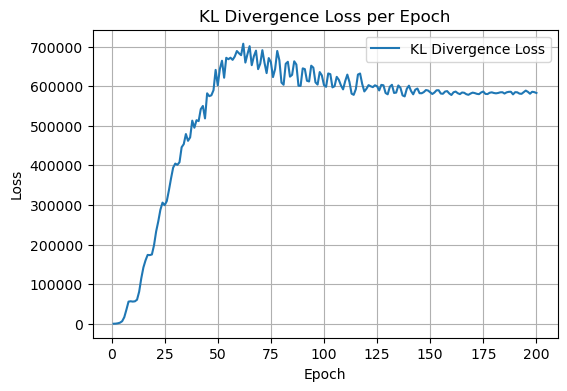 KL Divergence Loss per Epoch
KL Divergence Loss
700000
600000
500000
400000
300000
200000
100000
0
Loss
0 25 50 75 100 125 150 175 200
Epoch